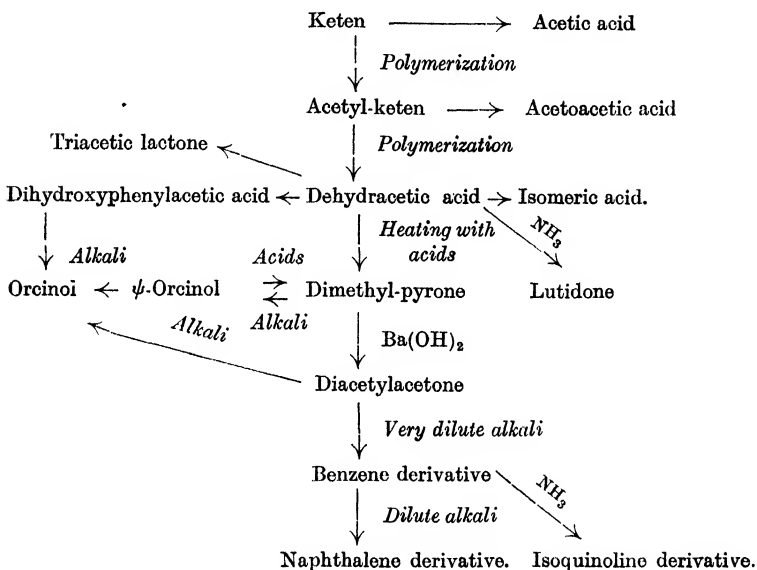 Keten Acetic acid
Polymerization
Acetyl-keten Acetoacetic acid
Polymerization
Triacetic lactone
Dihydroxyphenylacetic acid Dehydracetic acid Isomeric acid.
Heating with
acids
NH₃
Alkali Acids
Orcinol ψ-Orcinol Dimethyl-pyrone Lutidone
Alkali
Alkali
Ba(OH)₂
Diacetylacetone
Very dilute alkali
Benzene derivative
NH₃
Dilute alkali
Naphthalene derivative. Isoquinoline derivative.